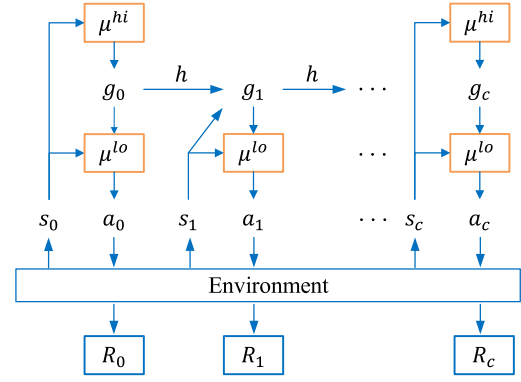 μ^{hi} μ^{hi}
g_0 h g_1 h · · · g_c
μ^{lo} μ^{lo} · · · μ^{lo}
s_0 a_0 s_1 a_1 · · · s_c a_c
Environment
R_0 R_1 R_c